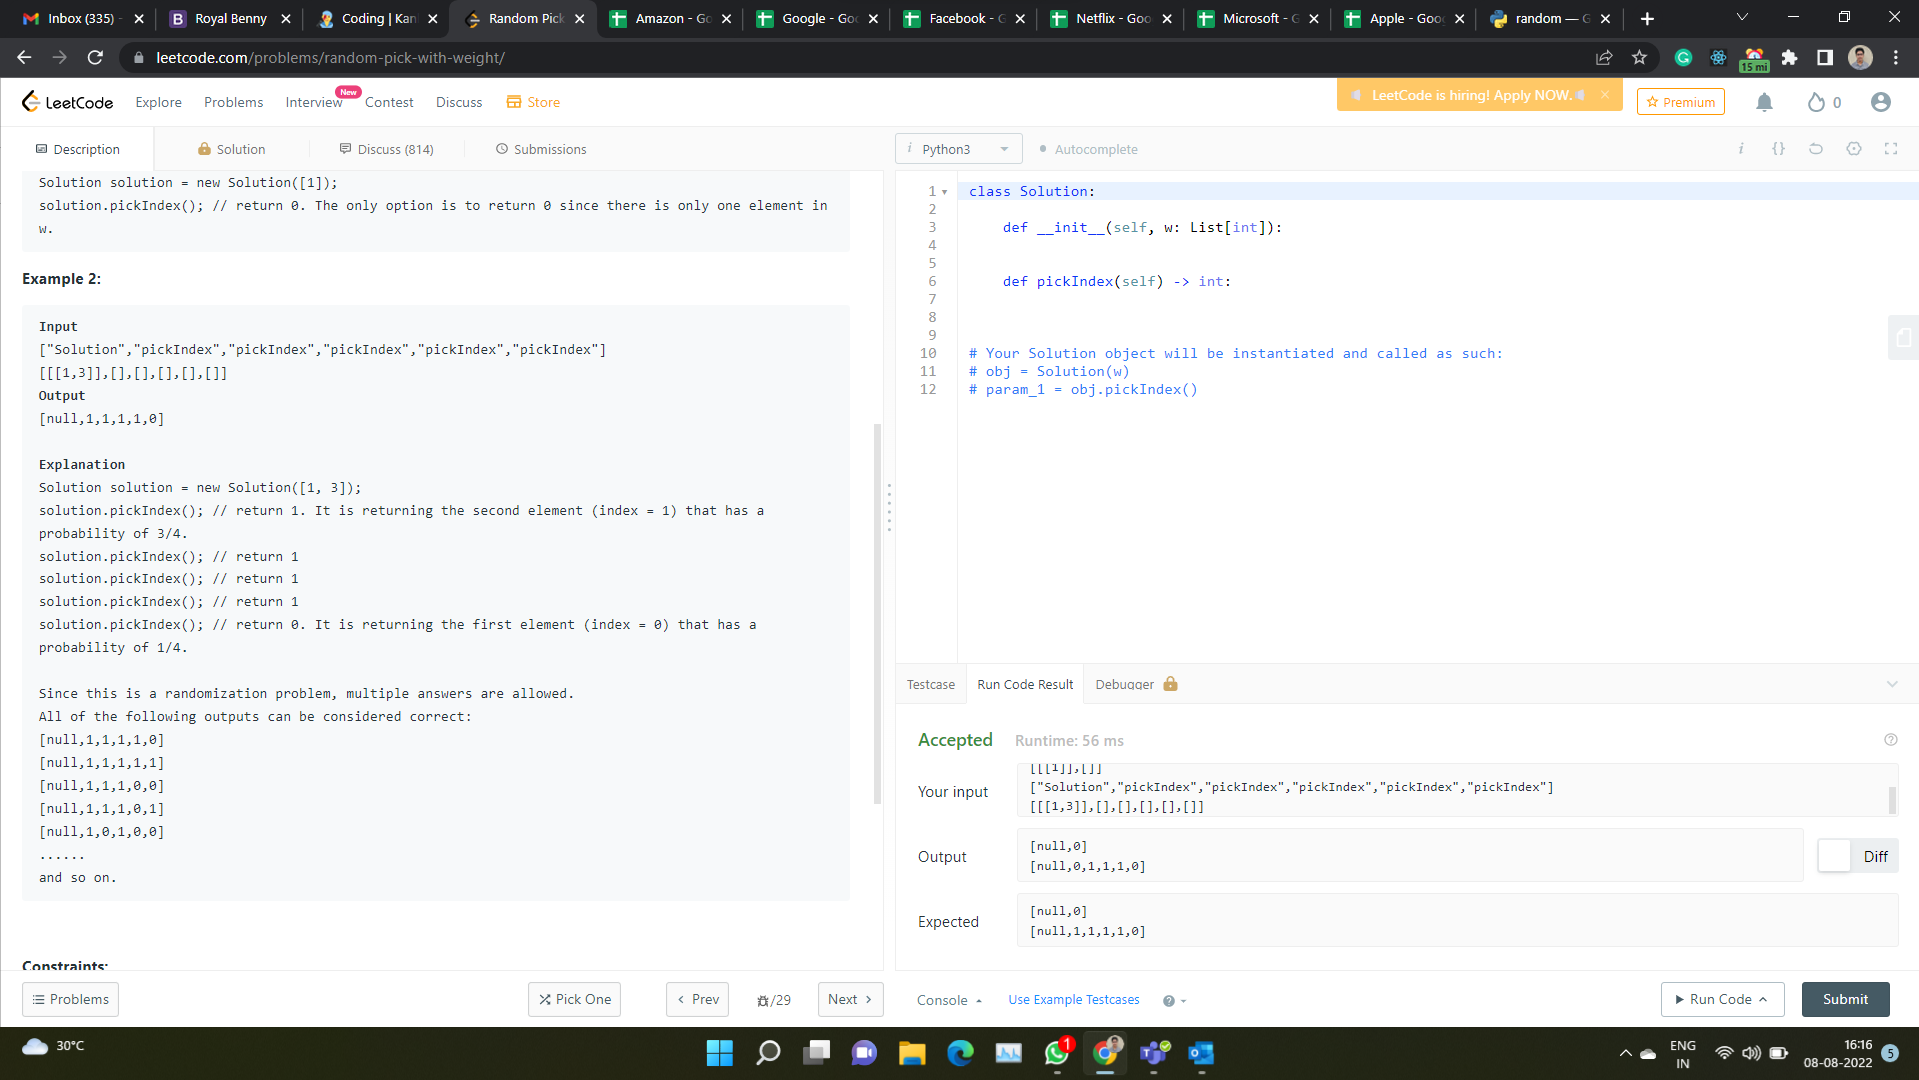 Inbox (335) -
Royal Benny
Coding | Kan
Random Pick
Amazon - Go
Google - Goo
Facebook - G
Netflix - Goo
Microsoft - G
Apple - Goog
random — G
leetcode.com/problems/random-pick-with-weight/
15 mi
LeetCode
Explore
Problems
Interview
New
Contest
Discuss
Store
LeetCode is hiring! Apply NOW.
Premium
0
Description
Solution
Discuss (814)
Submissions
i Python3
Autocomplete
Solution solution = new Solution([1]);
solution.pickIndex(); // return 0. The only option is to return 0 since there is only one element in
w.
Example 2:
Input
["Solution","pickIndex","pickIndex","pickIndex","pickIndex","pickIndex"]
[[[1,3]],[],[],[],[],[]]
Output
[null,1,1,1,1,0]
Explanation
Solution solution = new Solution([1, 3]);
solution.pickIndex(); // return 1. It is returning the second element (index = 1) that has a
probability of 3/4.
solution.pickIndex(); // return 1
solution.pickIndex(); // return 1
solution.pickIndex(); // return 1
solution.pickIndex(); // return 0. It is returning the first element (index = 0) that has a
probability of 1/4.
Since this is a randomization problem, multiple answers are allowed.
All of the following outputs can be considered correct:
[null,1,1,1,1,0]
[null,1,1,1,1,1]
[null,1,1,1,0,0]
[null,1,1,1,0,1]
[null,1,0,1,0,0]
......
and so on.
Constraints:
Problems
Pick One
< Prev
/29
Next >
1 class Solution:
2
3 def __init__(self, w: List[int]):
4
5
6 def pickIndex(self) -> int:
7
8
9
10 # Your Solution object will be instantiated and called as such:
11 # obj = Solution(w)
12 # param_1 = obj.pickIndex()
Testcase
Run Code Result
Debugger
Accepted
Runtime: 56 ms
Your input
[[[1]],[]]
["Solution","pickIndex","pickIndex","pickIndex","pickIndex","pickIndex"]
[[[1,3]],[],[],[],[],[]]
Output
[null,0]
[null,0,1,1,1,0]
Diff
Expected
[null,0]
[null,1,1,1,1,0]
Console
Use Example Testcases
Run Code
Submit
30°C
1
ENG
IN
16:16
08-08-2022
5